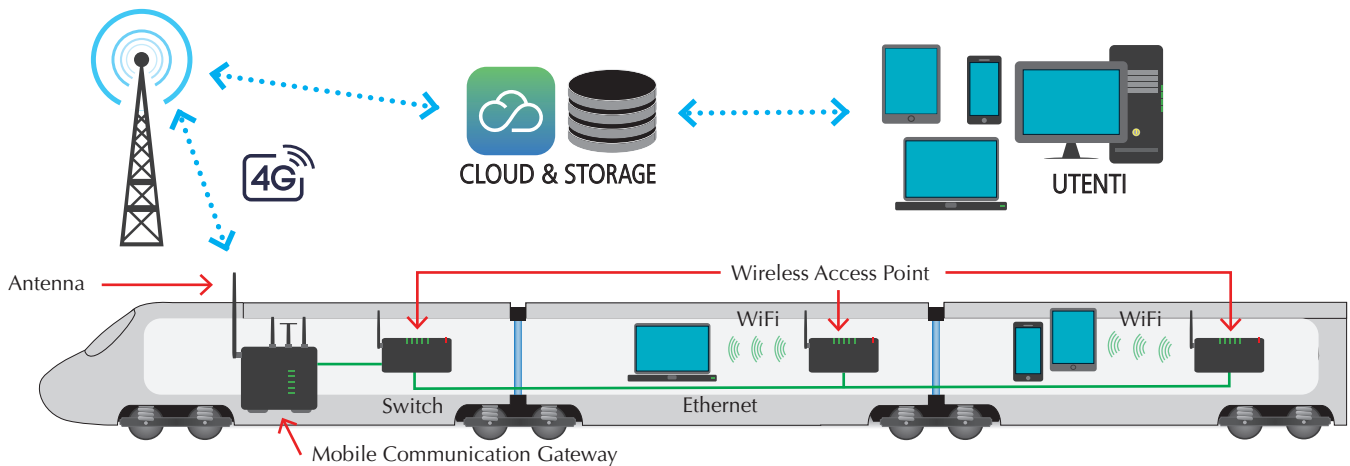 4G
CLOUD & STORAGE
UTENTI
Antenna
Wireless Access Point
WiFi
WiFi
Switch
Ethernet
Mobile Communication Gateway